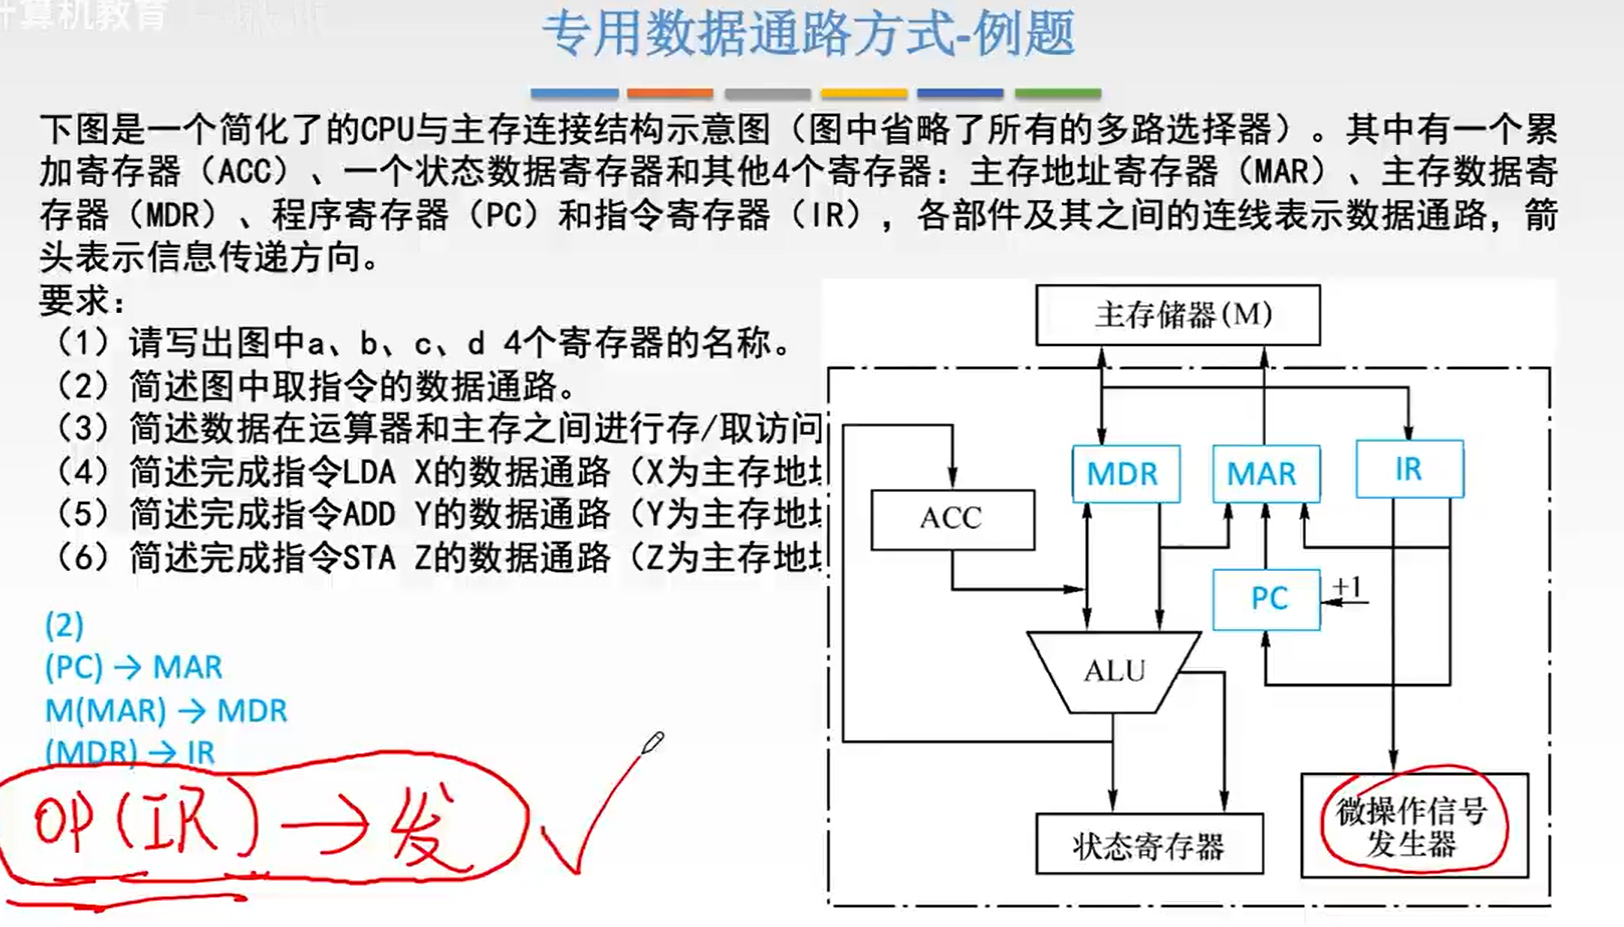 计算机教育
专用数据通路方式-例题
下图是一个简化了的CPU与主存连接结构示意图（图中省略了所有的多路选择器）。其中有一个累
加寄存器（ACC）、一个状态数据寄存器和其他4个寄存器：主存地址寄存器（MAR）、主存数据寄
存器（MDR）、程序寄存器（PC）和指令寄存器（IR），各部件及其之间的连线表示数据通路，箭
头表示信息传递方向。
要求：
（1）请写出图中a、b、c、d 4个寄存器的名称。
（2）简述图中取指令的数据通路。
（3）简述数据在运算器和主存之间进行存/取访问
（4）简述完成指令LDA X的数据通路（X为主存地
（5）简述完成指令ADD Y的数据通路（Y为主存地
（6）简述完成指令STA Z的数据通路（Z为主存地
(2)
(PC) → MAR
M(MAR) → MDR
(MDR) → IR
OP(IR) → 发
主存储器(M)
MDR
MAR
IR
ACC
PC
+1
ALU
状态寄存器
微操作信号
发生器